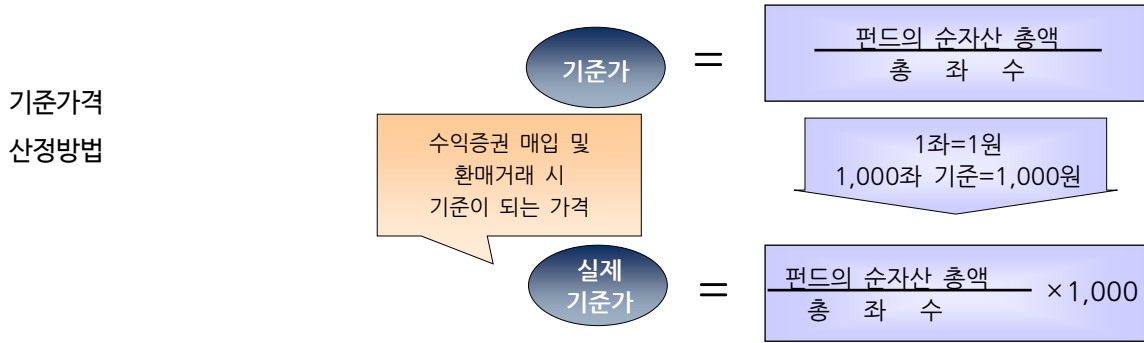 기준가격
산정방법
기준가
=
펀드의 순자산 총액
총 좌 수
수익증권 매입 및
환매거래 시
기준이 되는 가격
1좌=1원
1,000좌 기준=1,000원
실제
기준가
=
펀드의 순자산 총액
총 좌 수
×1,000